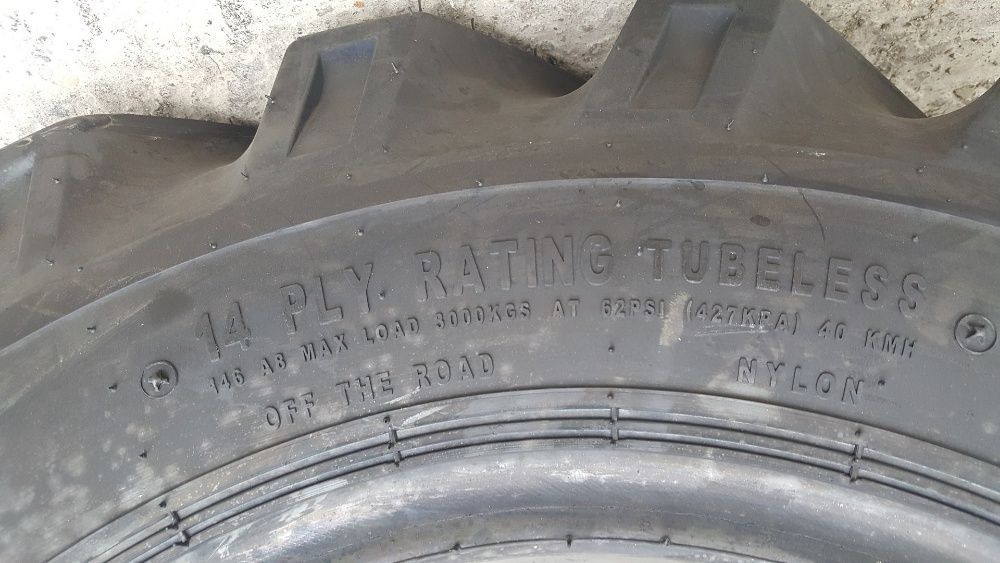 14 PLY RATING TUBELESS
146 A8 MAX LOAD 3000KGS AT 62PSI (427KPA) 40 KMH
OFF THE ROAD NYLON